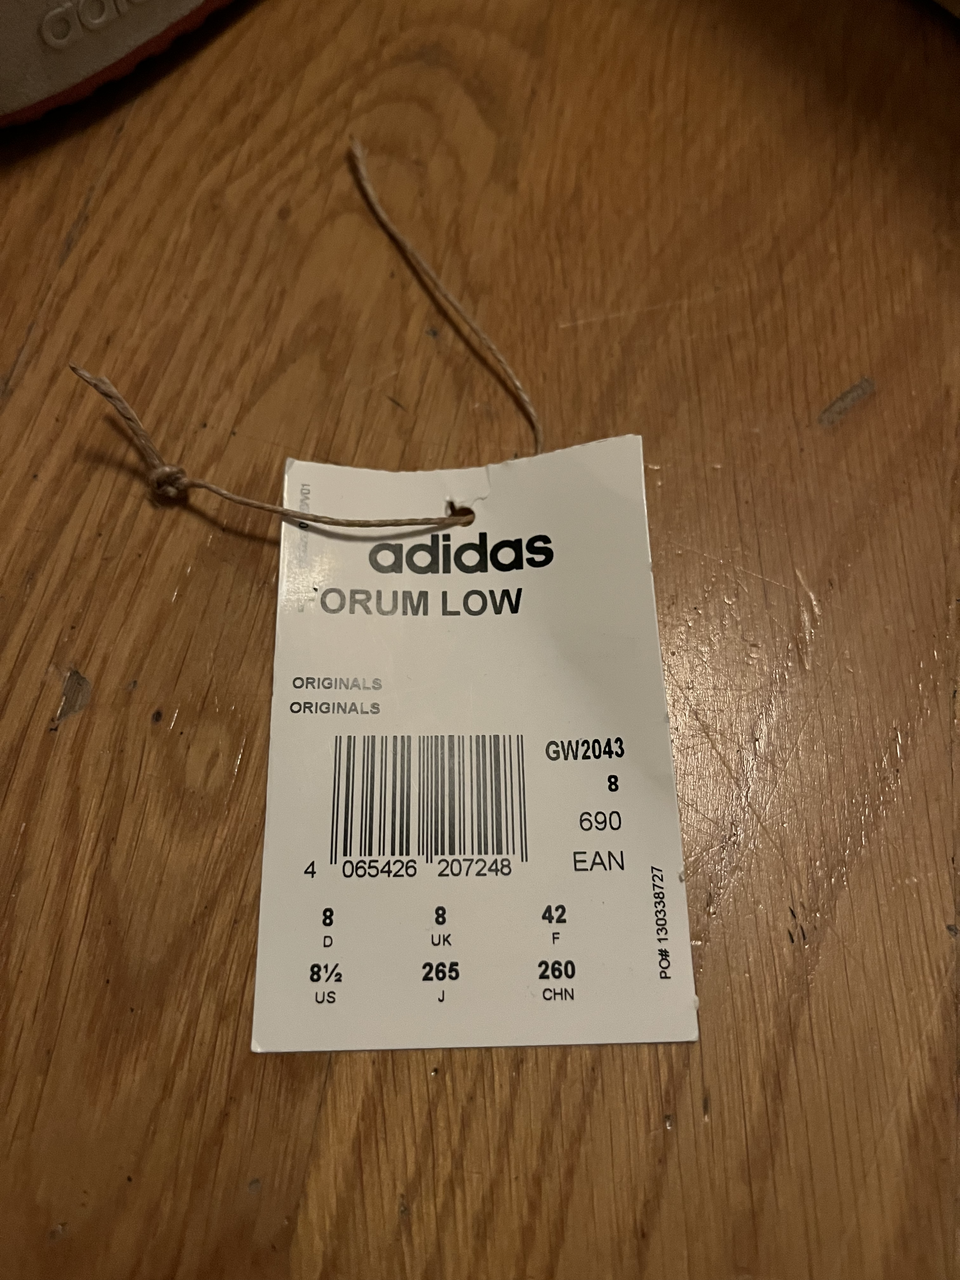 adidas
FORUM LOW
ORIGINALS
ORIGINALS
GW2043
8
690
EAN
4 065426 207248
8 8 42
D UK F
8½ 265 260
US J CHN
PO# 130338727